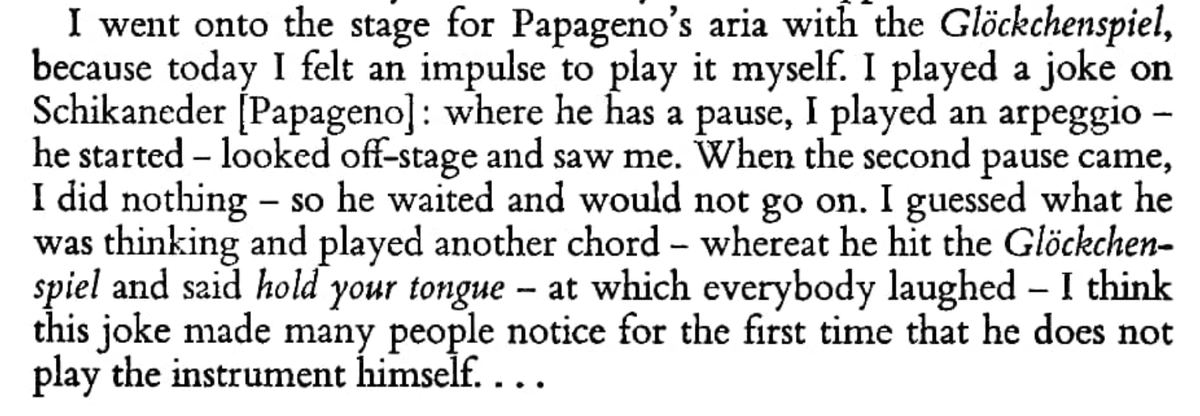 I went onto the stage for Papageno's aria with the Glöckchenspiel,
because today I felt an impulse to play it myself. I played a joke on
Schikaneder [Papageno]: where he has a pause, I played an arpeggio –
he started – looked off-stage and saw me. When the second pause came,
I did nothing – so he waited and would not go on. I guessed what he
was thinking and played another chord – whereat he hit the Glöckchen-
spiel and said hold your tongue – at which everybody laughed – I think
this joke made many people notice for the first time that he does not
play the instrument himself. . . .